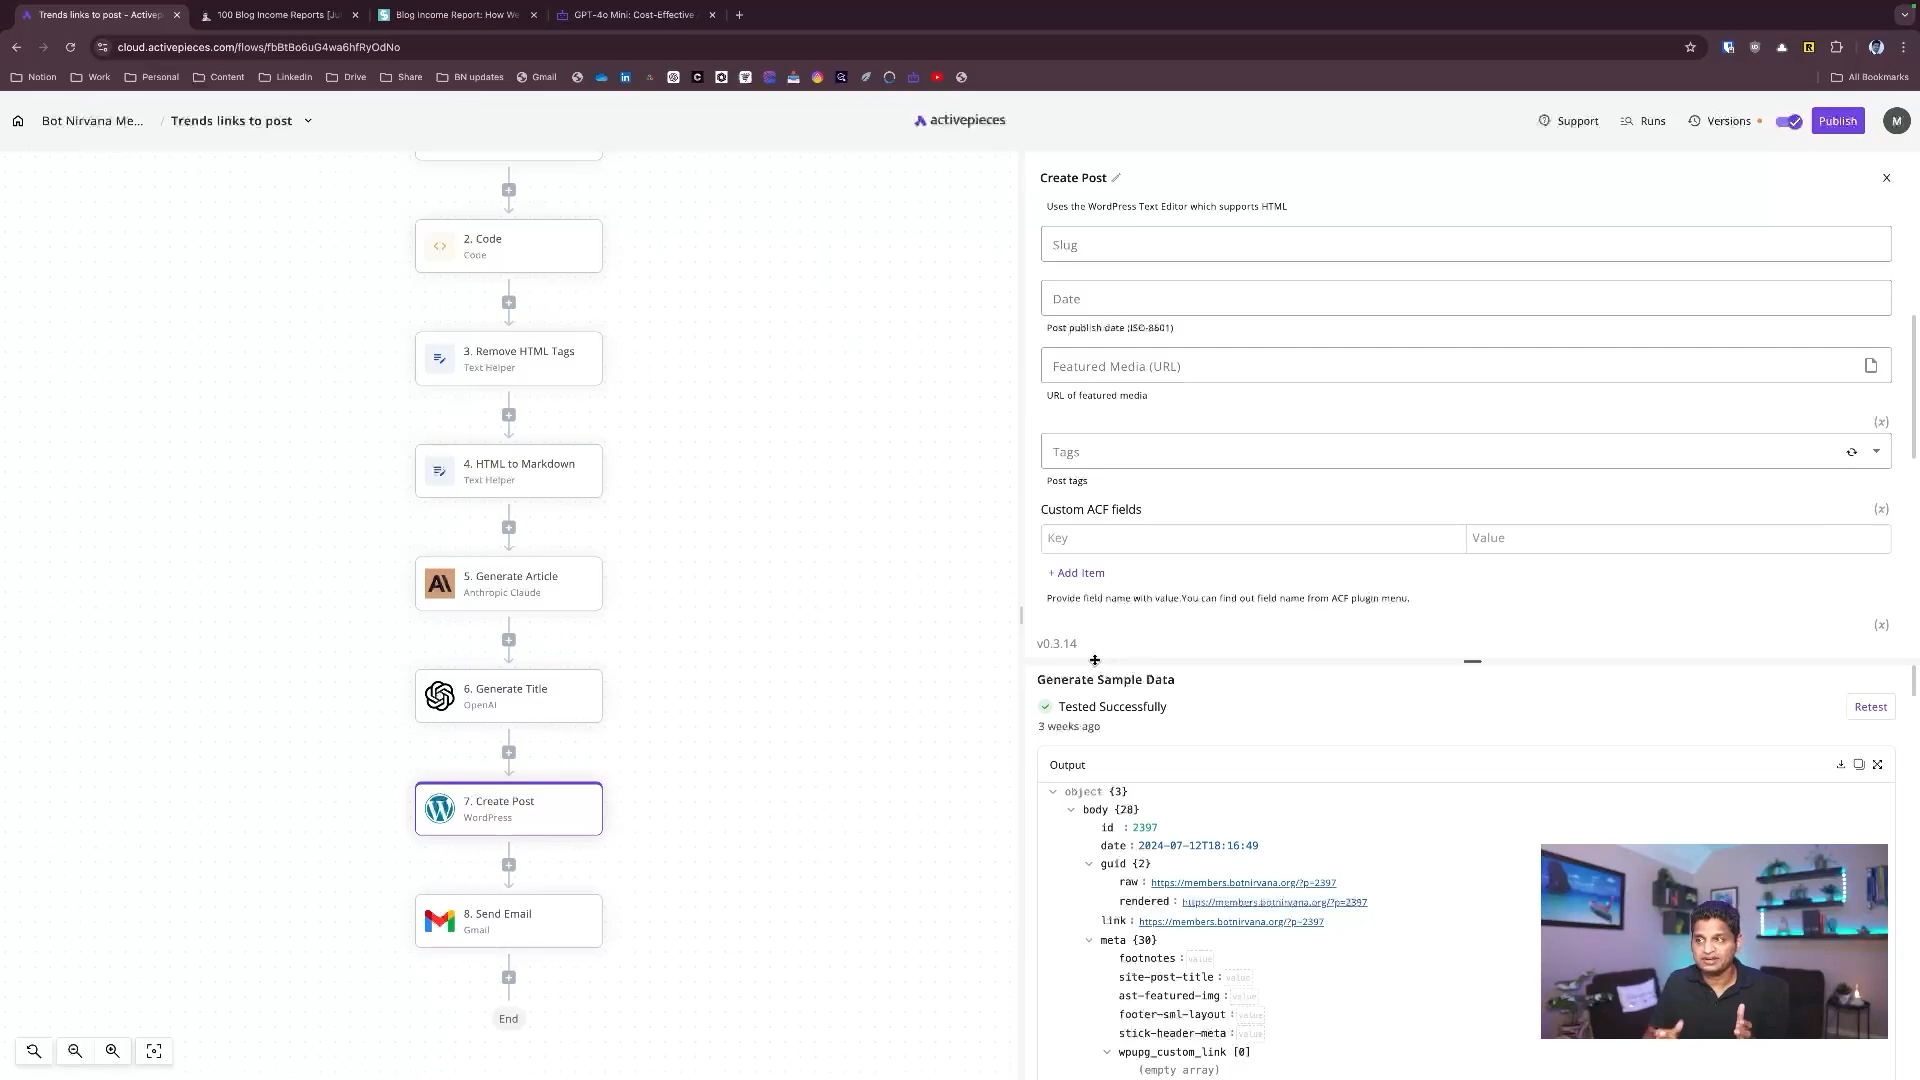 Trends links to post - Activep
100 Blog Income Reports [Jul
Blog Income Report: How We
GPT-4o Mini: Cost-Effective
cloud.activepieces.com/flows/fbBtBo6uG4wa6hfRyOdNo
Notion
Work
Personal
Content
Linkedin
Drive
Share
BN updates
Gmail
All Bookmarks
Bot Nirvana Me... / Trends links to post
activepieces
Support
Runs
Versions
Publish
M
2. Code
Code
3. Remove HTML Tags
Text Helper
4. HTML to Markdown
Text Helper
5. Generate Article
Anthropic Claude
6. Generate Title
OpenAI
7. Create Post
WordPress
8. Send Email
Gmail
End
Create Post
Uses the WordPress Text Editor which supports HTML
Slug
Date
Post publish date (ISO-8601)
Featured Media (URL)
URL of featured media
(x)
Tags
Post tags
Custom ACF fields
(x)
Key
Value
+ Add Item
Provide field name with value.You can find out field name from ACF plugin menu.
(x)
v0.3.14
Generate Sample Data
Tested Successfully
Retest
3 weeks ago
Output
object {3}
body {28}
id : 2397
date : 2024-07-12T18:16:49
guid {2}
raw : https://members.botnirvana.org/?p=2397
rendered : https://members.botnirvana.org/?p=2397
link : https://members.botnirvana.org/?p=2397
meta {30}
footnotes : value
site-post-title : value
ast-featured-img : value
footer-sml-layout : value
stick-header-meta : value
wpupg_custom_link [0]
(empty array)